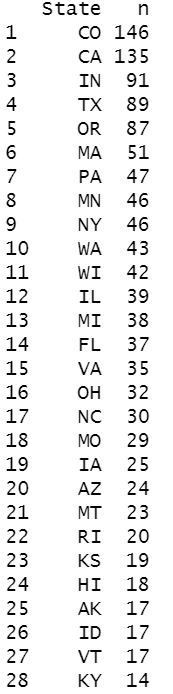 State n
1 CO 146
2 CA 135
3 IN 91
4 TX 89
5 OR 87
6 MA 51
7 PA 47
8 MN 46
9 NY 46
10 WA 43
11 WI 42
12 IL 39
13 MI 38
14 FL 37
15 VA 35
16 OH 32
17 NC 30
18 MO 29
19 IA 25
20 AZ 24
21 MT 23
22 RI 20
23 KS 19
24 HI 18
25 AK 17
26 ID 17
27 VT 17
28 KY 14